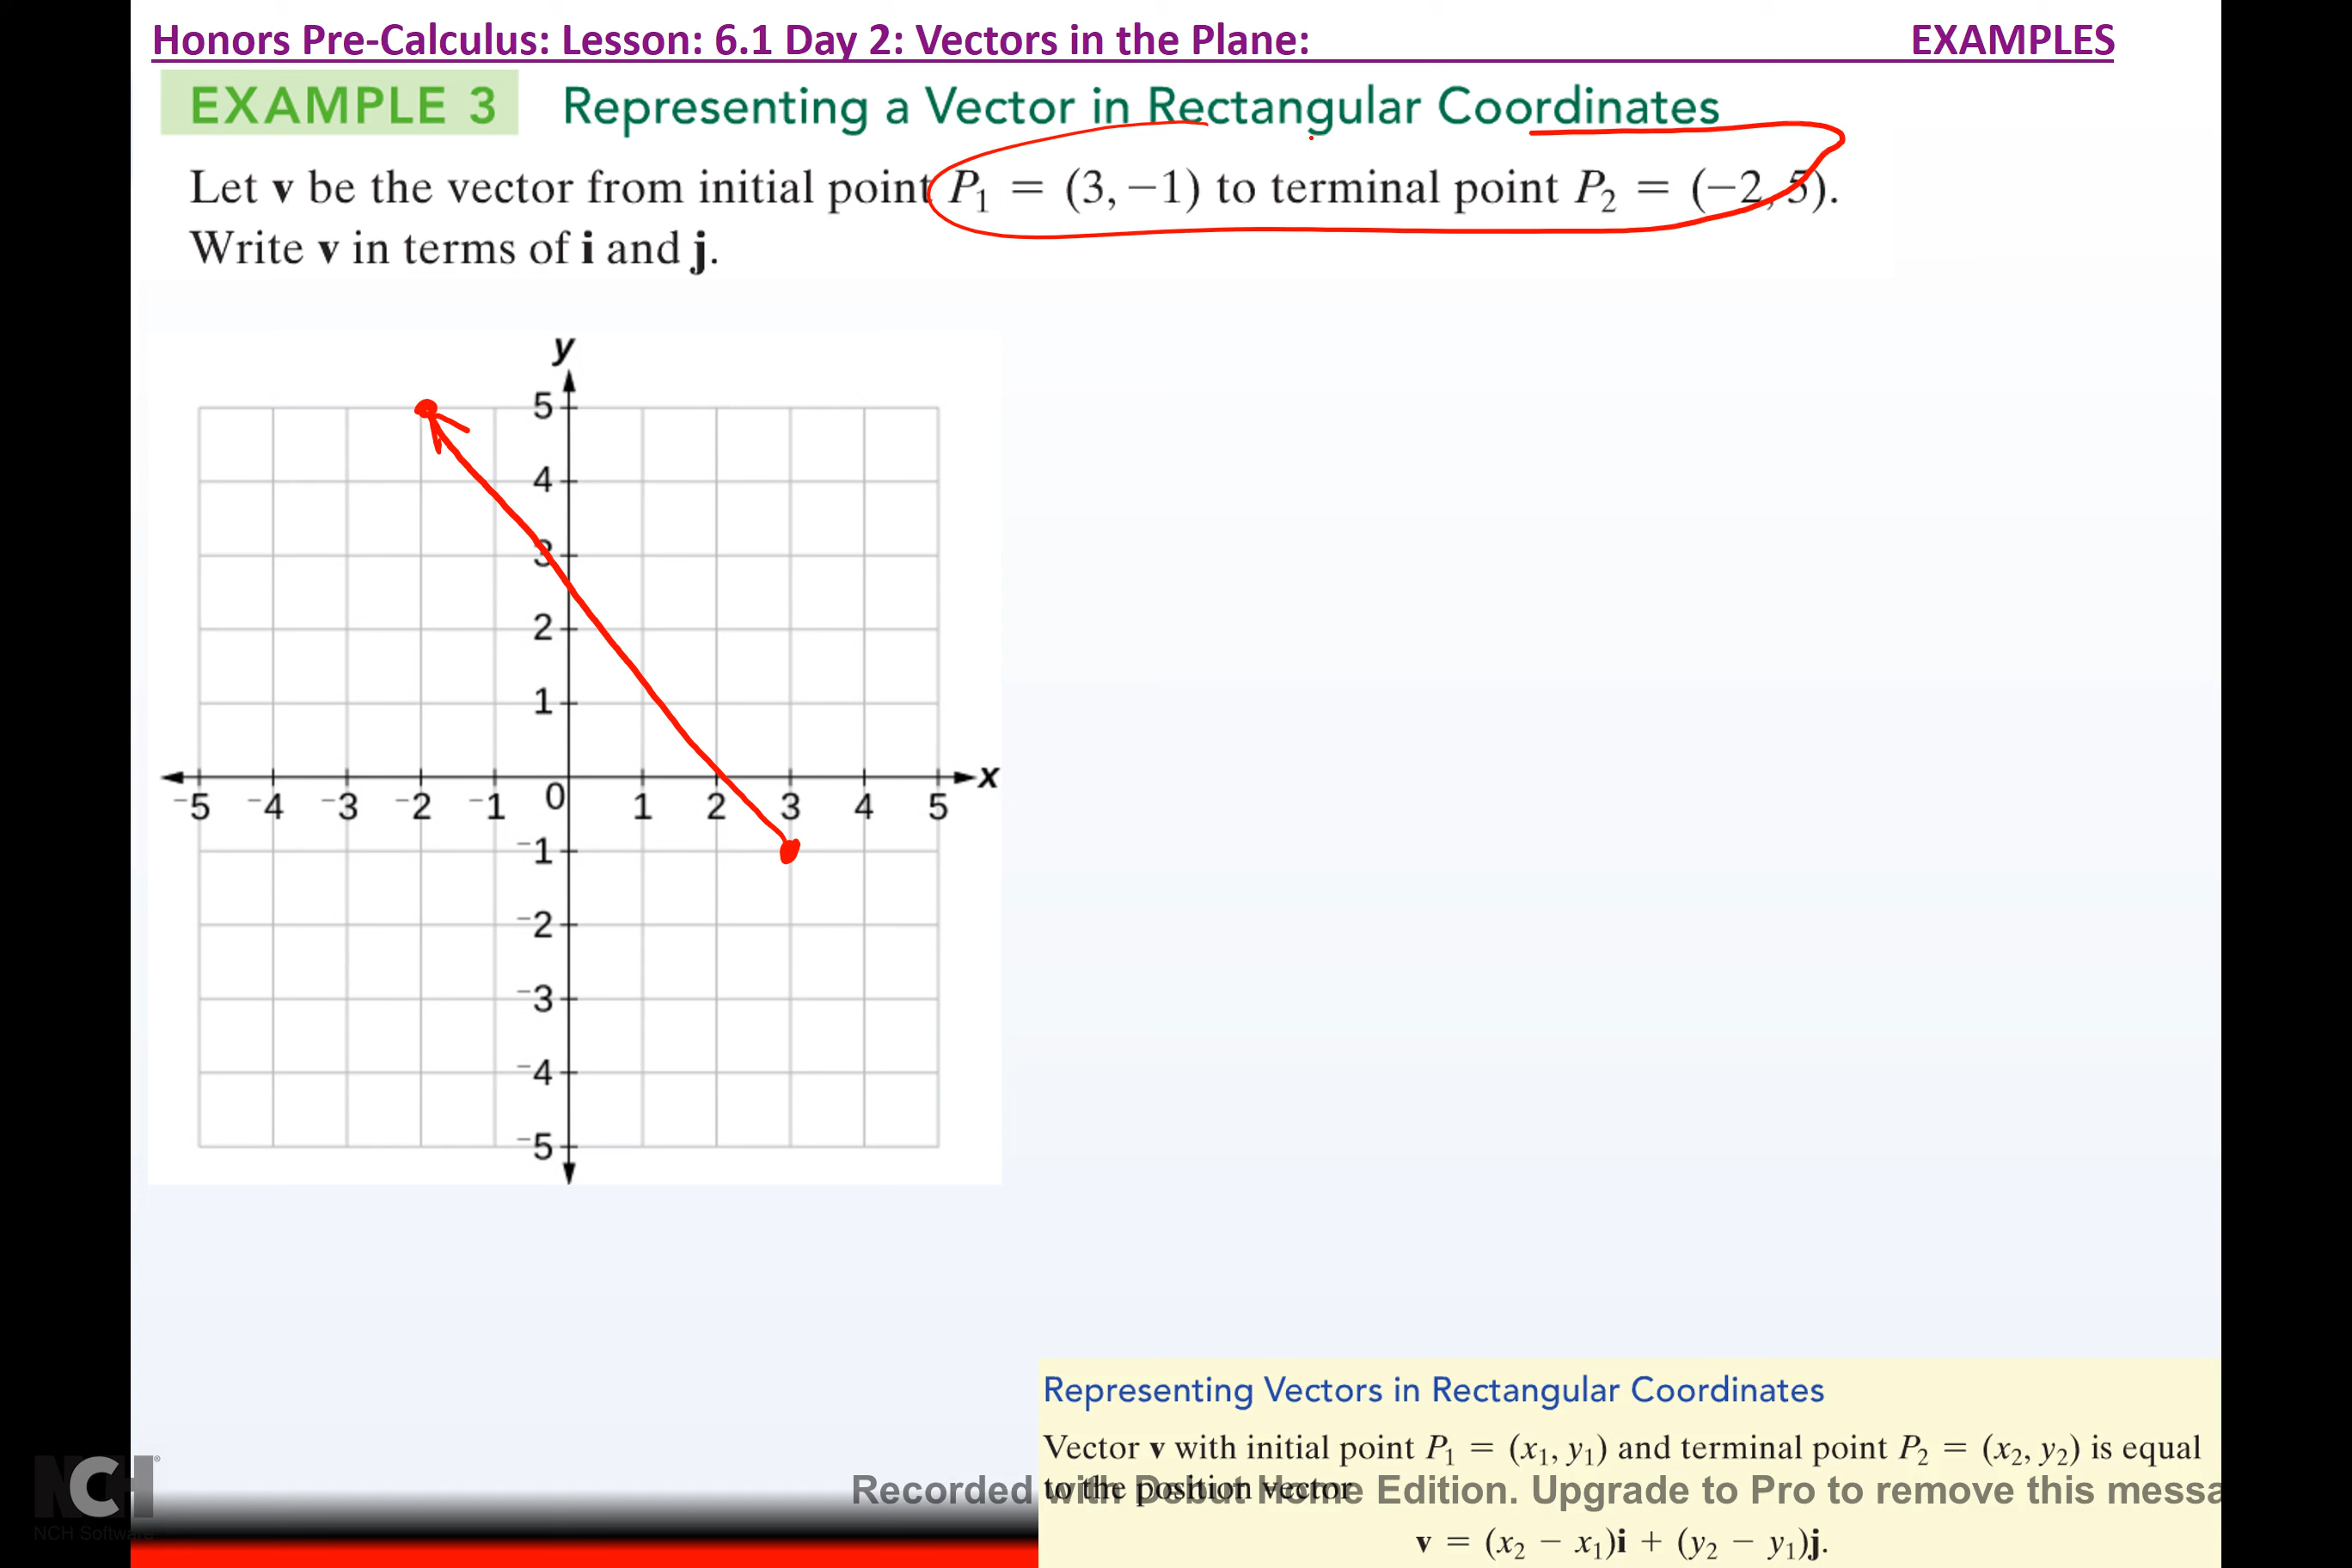 Honors Pre-Calculus: Lesson: 6.1 Day 2: Vectors in the Plane: EXAMPLES
EXAMPLE 3 Representing a Vector in Rectangular Coordinates
Let v be the vector from initial point P₁ = (3, −1) to terminal point P₂ = (−2, 5).
Write v in terms of i and j.
y
5
4
3
2
1
x
⁻5 ⁻4 ⁻3 ⁻2 ⁻1 0 1 2 3 4 5
⁻1
⁻2
⁻3
⁻4
⁻5
Representing Vectors in Rectangular Coordinates
Vector v with initial point P₁ = (x₁, y₁) and terminal point P₂ = (x₂, y₂) is equal
to the position vector
Recorded with Debut Home Edition. Upgrade to Pro to remove this messa
v = (x₂ − x₁)i + (y₂ − y₁)j.
NCH
NCH Software